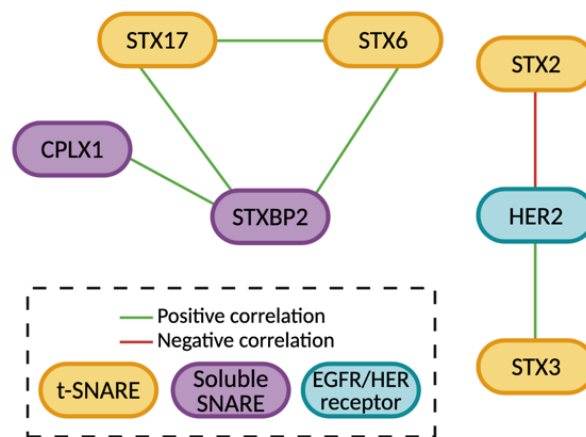 STX17
STX6
STX2
CPLX1
STXBP2
HER2
Positive correlation
Negative correlation
t-SNARE
Soluble
SNARE
EGFR/HER
receptor
STX3